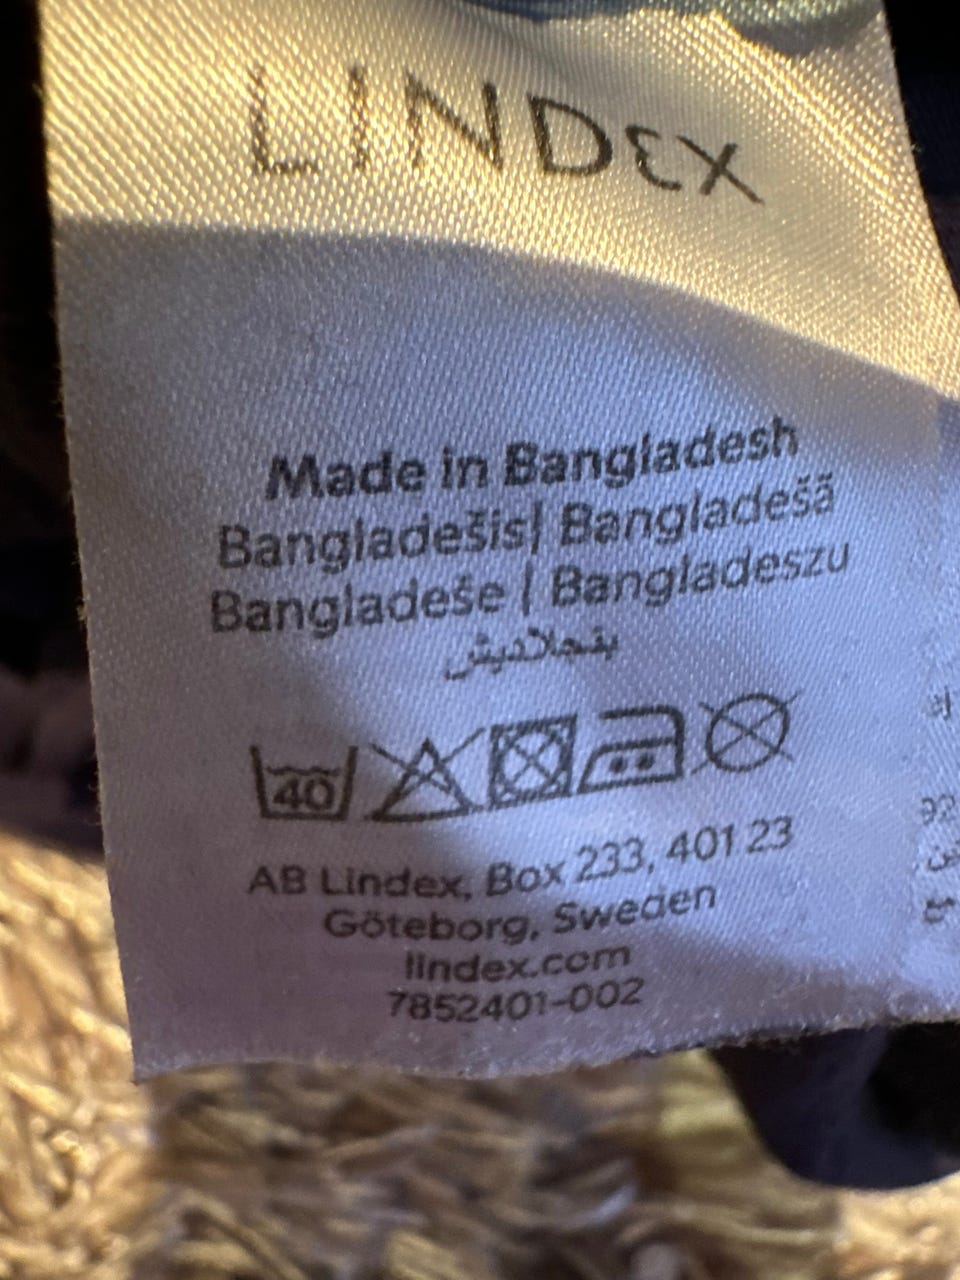 LINDEX
Made in Bangladesh
Bangladešis| Bangladešā
Bangladeše | Bangladeszu
بنجلاديش
40
AB Lindex, Box 233, 401 23
Göteborg, Sweden
lindex.com
7852401-002